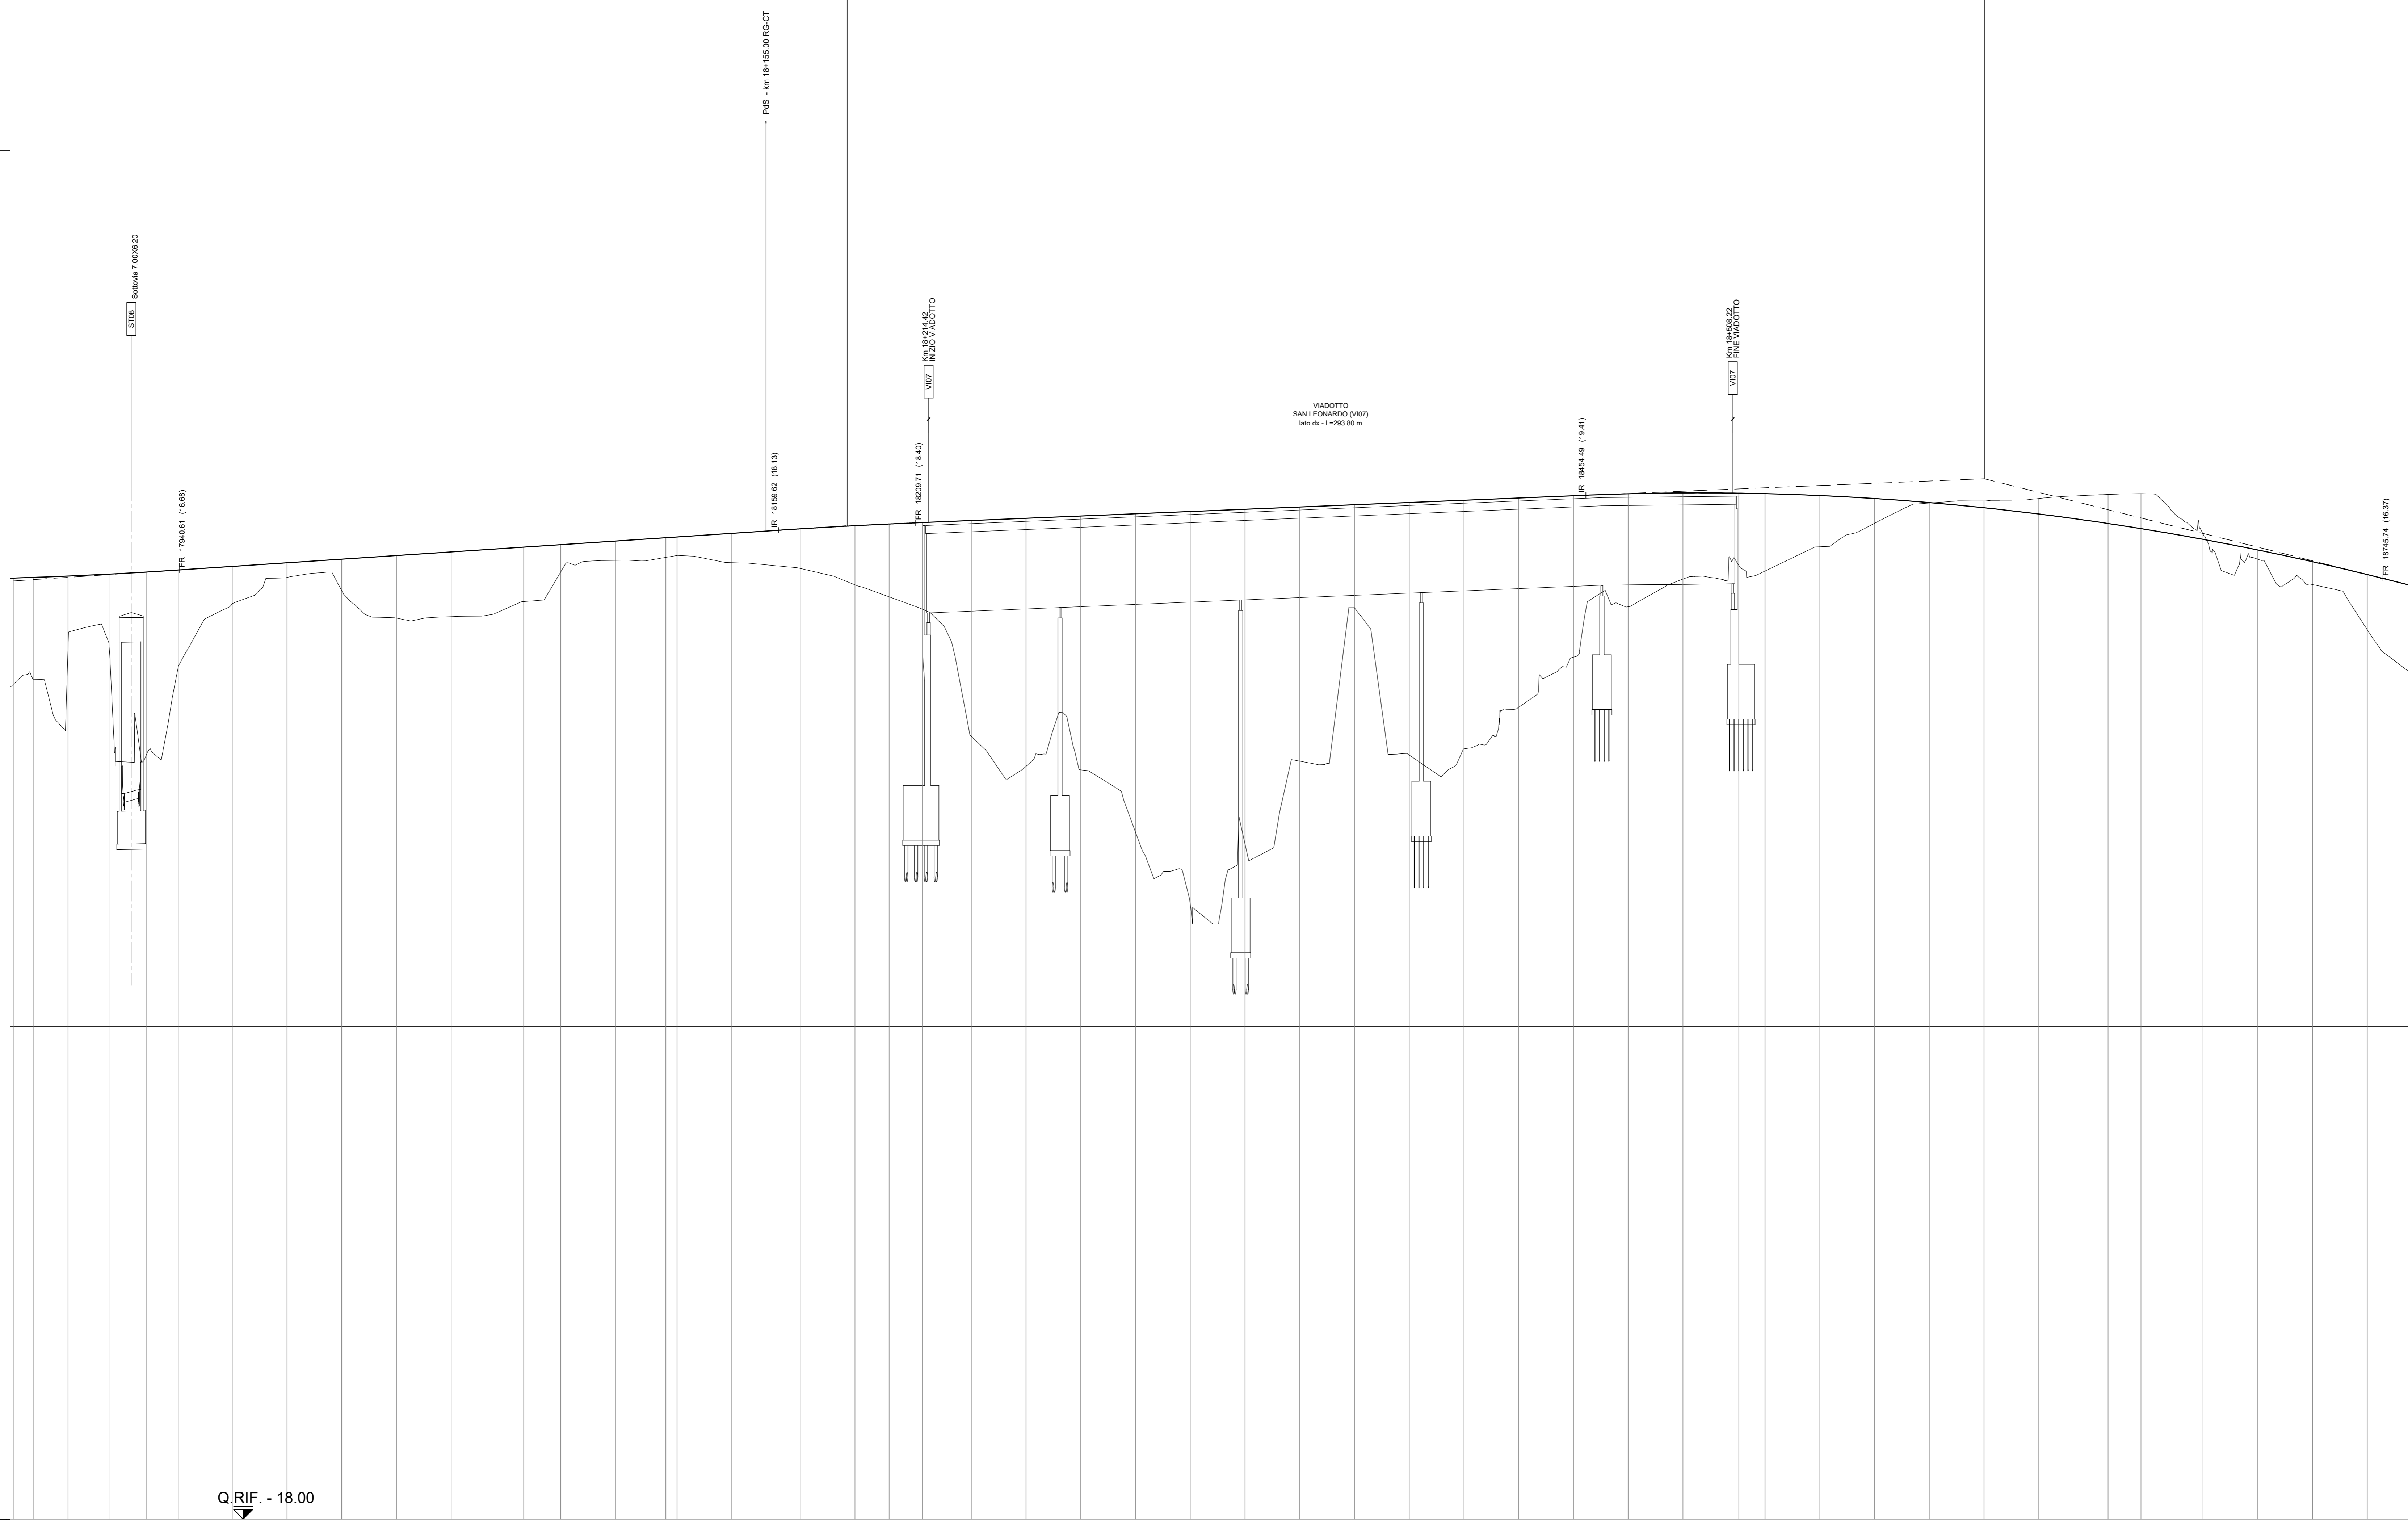 PdS - km 18+155.00 RG-CT
Sottovia 7.00X6.20
ST08
Km 18+214.42
INIZIO VIADOTTO
VI07
Km 18+508.22
FINE VIADOTTO
VI07
VIADOTTO
SAN LEONARDO (VI07)
lato dx - L=293.80 m
FR 17940.61 (16.68)
IR 18159.62 (18.13)
FR 18209.71 (18.40)
IR 18454.49 (19.41)
FR 18745.74 (16.37)
Q.RIF. - 18.00